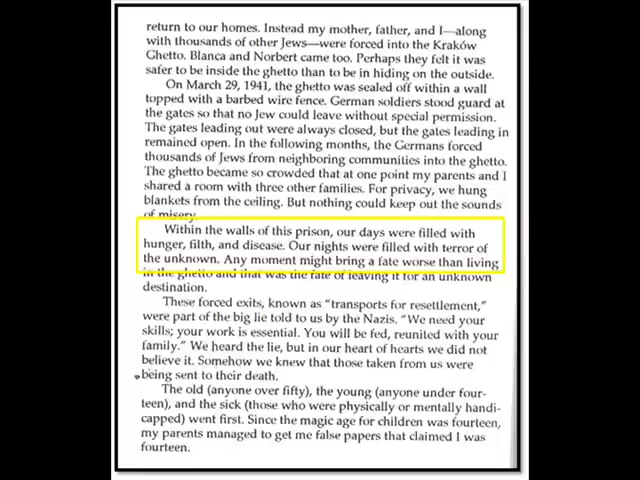 return to our homes. Instead my mother, father, and I—along
with thousands of other Jews—were forced into the Kraków
Ghetto. Blanca and Norbert came too. Perhaps they felt it was
safer to be inside the ghetto than to be in hiding on the outside.
On March 29, 1941, the ghetto was sealed off within a wall
topped with a barbed wire fence. German soldiers stood guard at
the gates so that no Jew could leave without special permission.
The gates leading out were always closed, but the gates leading in
remained open. In the following months, the Germans forced
thousands of Jews from neighboring communities into the ghetto.
The ghetto became so crowded that at one point my parents and I
shared a room with three other families. For privacy, we hung
blankets from the ceiling. But nothing could keep out the sounds
of misery.
Within the walls of this prison, our days were filled with
hunger, filth, and disease. Our nights were filled with terror of
the unknown. Any moment might bring a fate worse than living
in the ghetto and that was the fate of leaving it for an unknown
destination.
These forced exits, known as “transports for resettlement,”
were part of the big lie told to us by the Nazis. “We need your
skills; your work is essential. You will be fed, reunited with your
family.” We heard the lie, but in our heart of hearts we did not
believe it. Somehow we knew that those taken from us were
being sent to their death.
The old (anyone over fifty), the young (anyone under four-
teen), and the sick (those who were physically or mentally handi-
capped) went first. Since the magic age for children was fourteen,
my parents managed to get me false papers that claimed I was
fourteen.